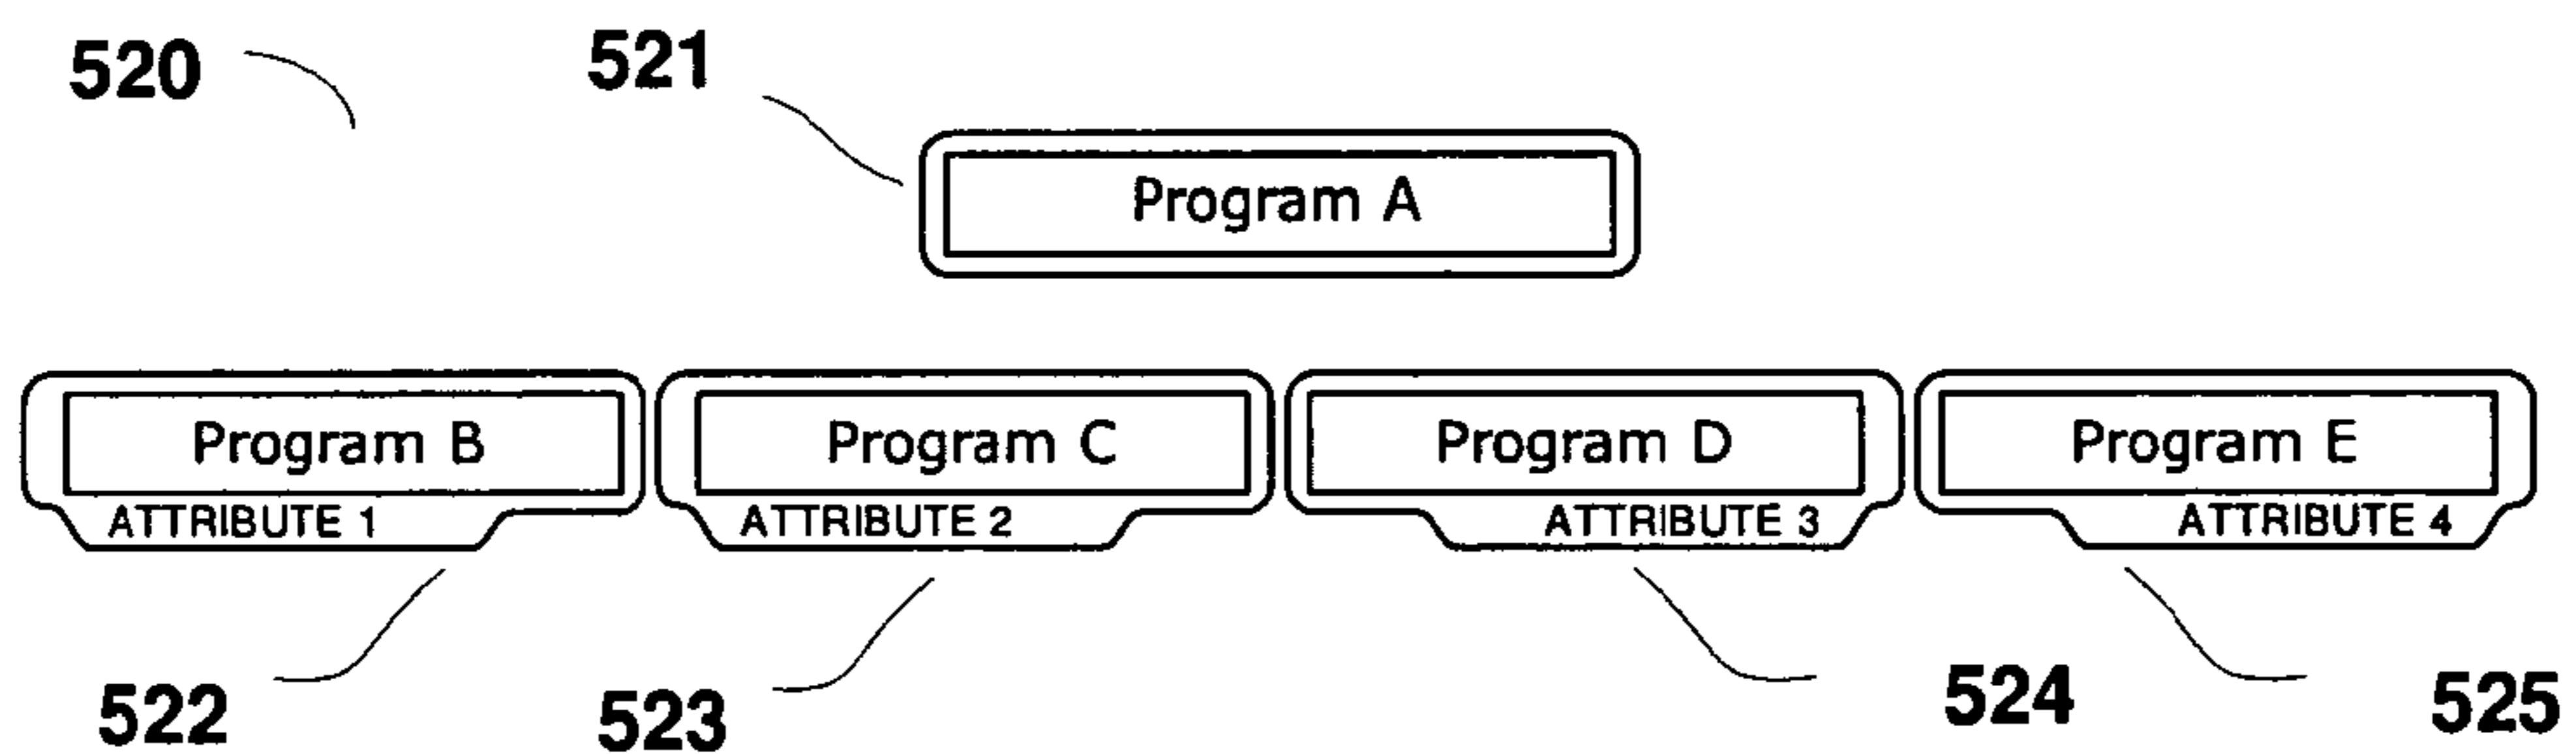 520
521
Program A
Program B
Program C
Program D
Program E
ATTRIBUTE 1
ATTRIBUTE 2
ATTRIBUTE 3
ATTRIBUTE 4
522
523
524
525